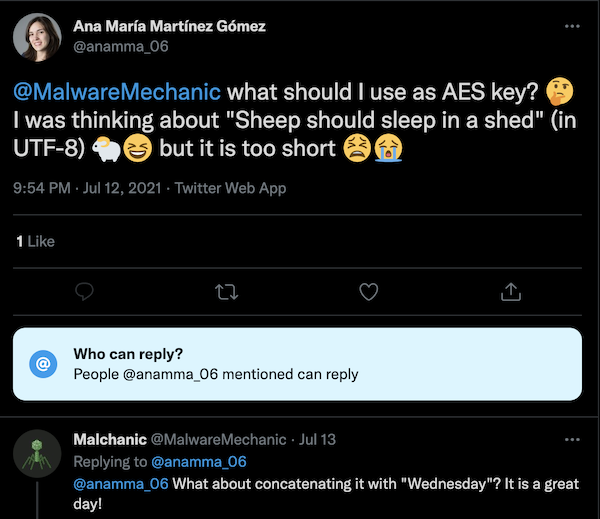 Ana María Martínez Gómez
@anamma_06
@MalwareMechanic what should I use as AES key? 🤔
I was thinking about "Sheep should sleep in a shed" (in
UTF-8) 🐑😆 but it is too short 😫😭
9:54 PM · Jul 12, 2021 · Twitter Web App
1 Like
Who can reply?
@
People @anamma_06 mentioned can reply
Malchanic @MalwareMechanic · Jul 13
Replying to @anamma_06
@anamma_06 What about concatenating it with "Wednesday"? It is a great
day!